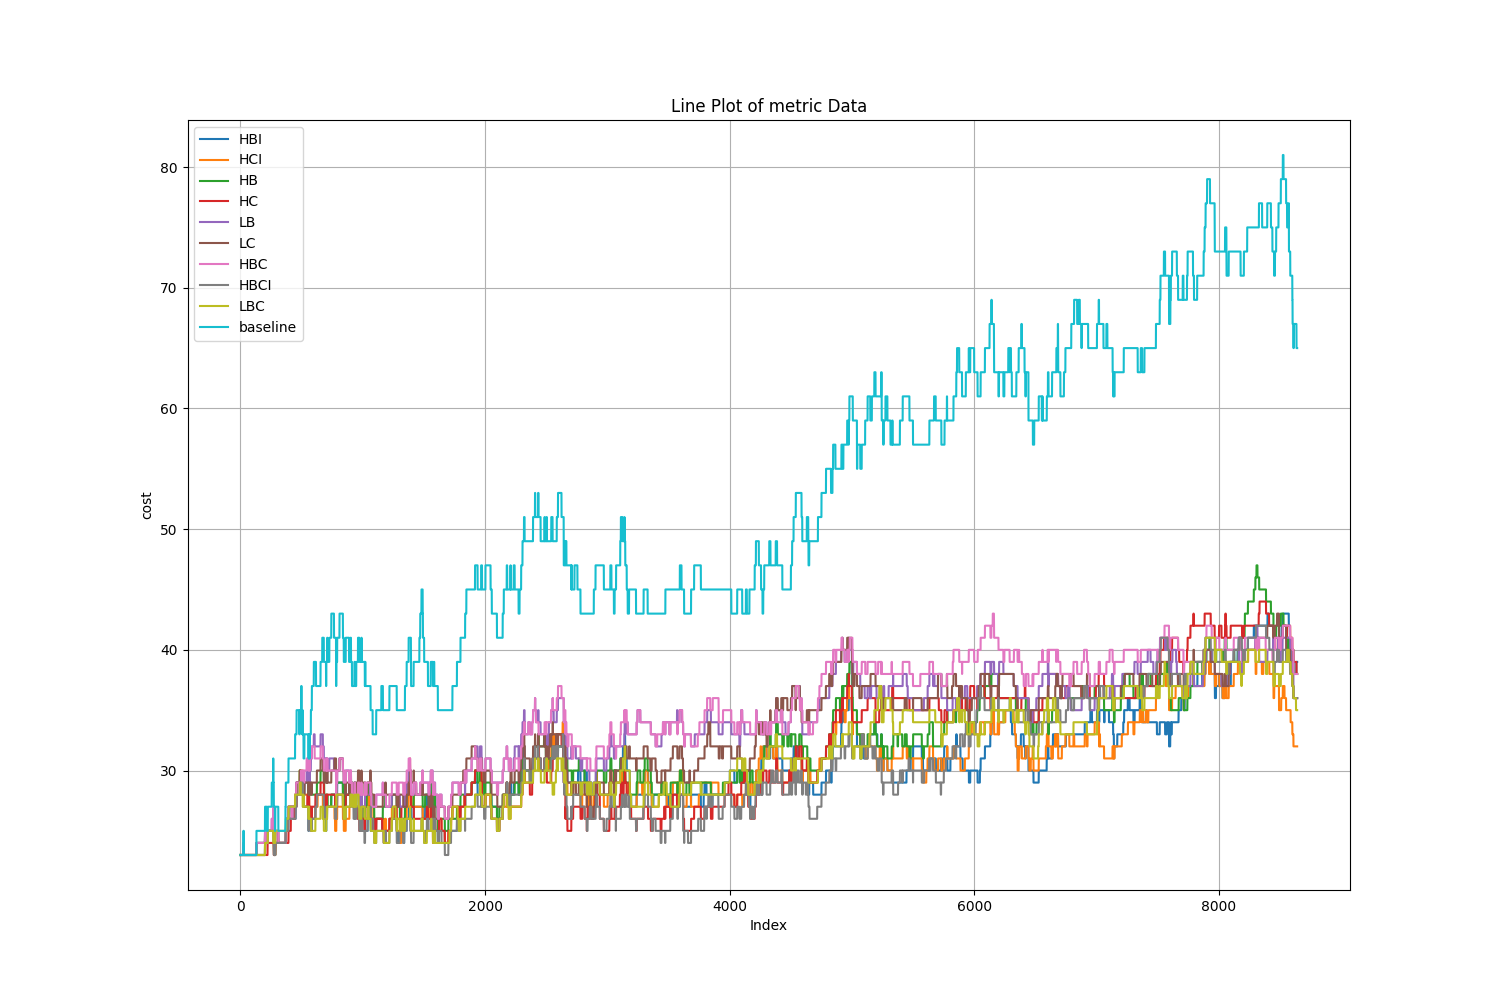 Line Plot of metric Data
HBI
HCI
HB
HC
LB
LC
HBC
HBCI
LBC
baseline
80
70
60
50
40
30
cost
0 2000 4000 6000 8000
Index